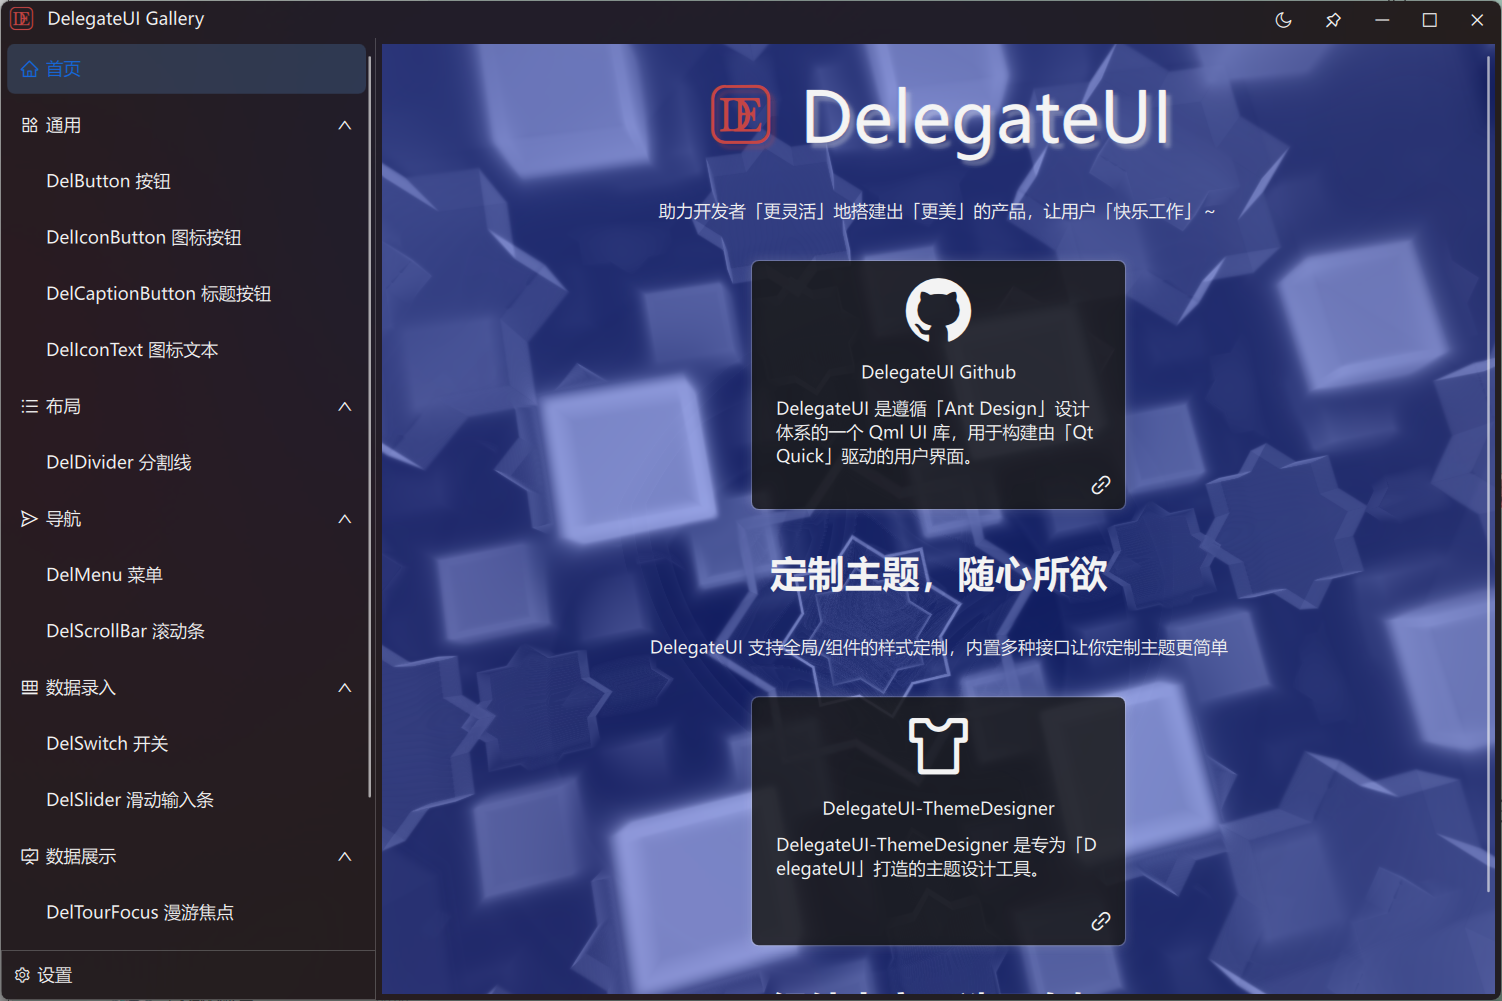 DelegateUI Gallery
首页
通用
DelButton 按钮
DelIconButton 图标按钮
DelCaptionButton 标题按钮
DelIconText 图标文本
布局
DelDivider 分割线
导航
DelMenu 菜单
DelScrollBar 滚动条
数据录入
DelSwitch 开关
DelSlider 滑动输入条
数据展示
DelTourFocus 漫游焦点
设置
DE DelegateUI
助力开发者「更灵活」地搭建出「更美」的产品，让用户「快乐工作」~
DelegateUI Github
DelegateUI 是遵循「Ant Design」设计
体系的一个 Qml UI 库，用于构建由「Qt
Quick」驱动的用户界面。
定制主题，随心所欲
DelegateUI 支持全局/组件的样式定制，内置多种接口让你定制主题更简单
DelegateUI-ThemeDesigner
DelegateUI-ThemeDesigner 是专为「D
elegateUI」打造的主题设计工具。